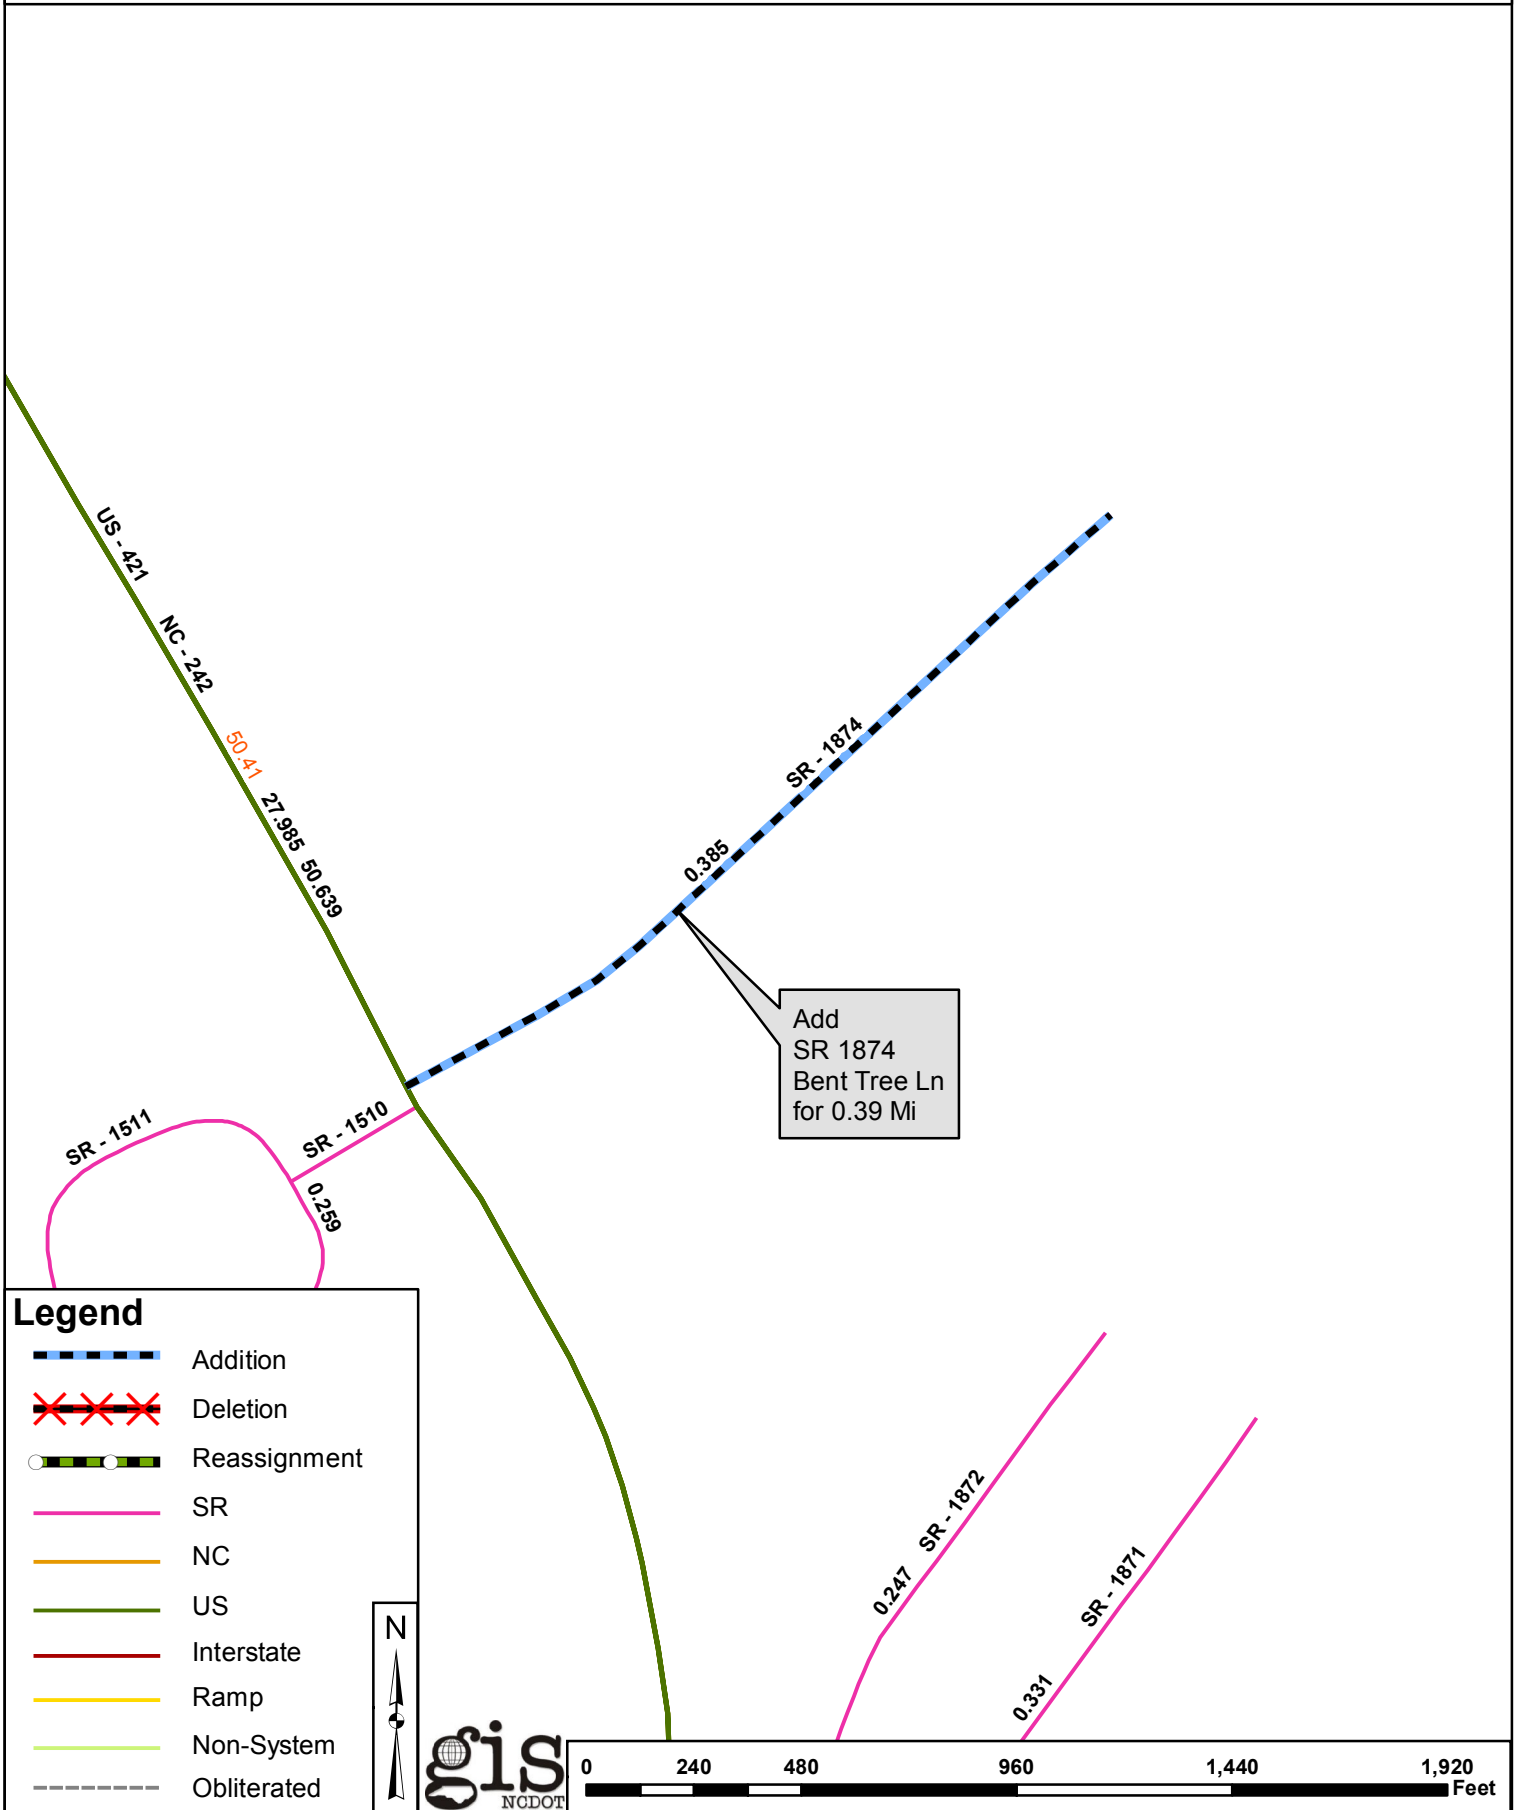 US - 421
NC - 242
50.41
27.985
50.639
SR - 1874
0.385
Add
SR 1874
Bent Tree Ln
for 0.39 Mi
SR - 1511
SR - 1510
0.259
SR - 1872
0.247
SR - 1871
0.331
Legend
Addition
Deletion
Reassignment
SR
NC
US
Interstate
Ramp
Non-System
Obliterated
N
gis
NCDOT
0 240 480 960 1,440 1,920
Feet